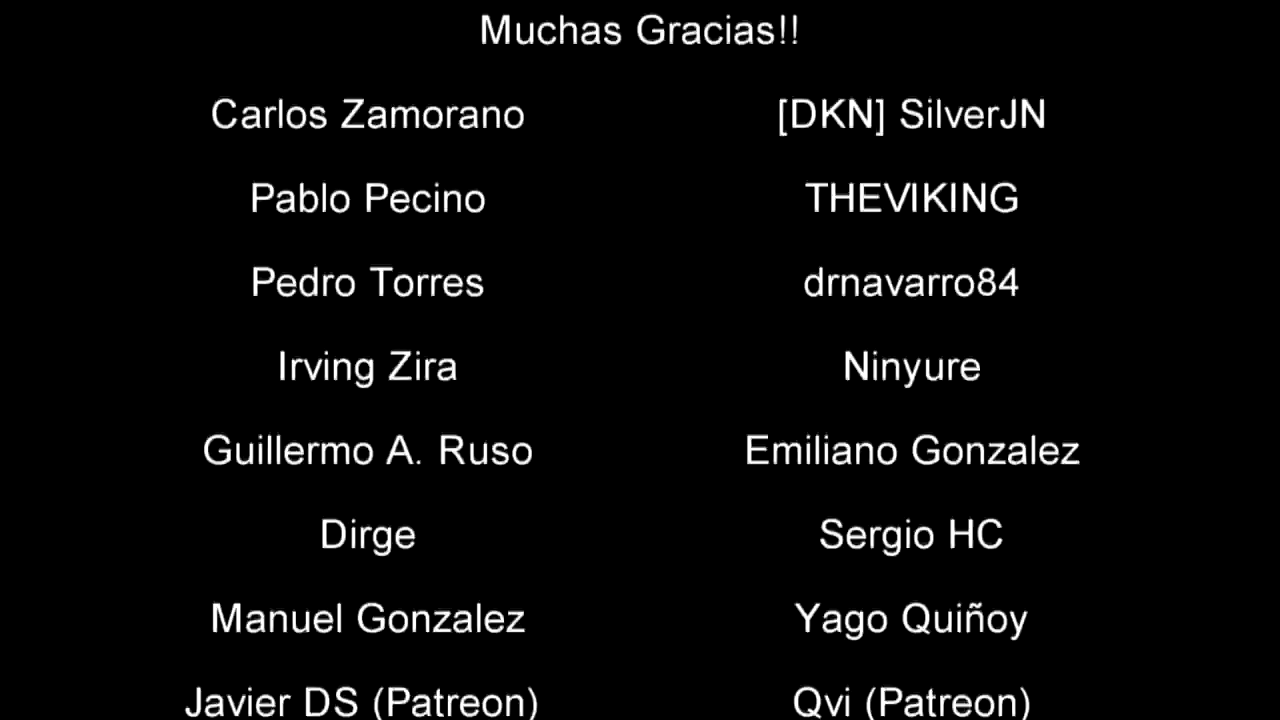 Muchas Gracias!!
Carlos Zamorano [DKN] SilverJN
Pablo Pecino THEVIKING
Pedro Torres drnavarro84
Irving Zira Ninyure
Guillermo A. Ruso Emiliano Gonzalez
Dirge Sergio HC
Manuel Gonzalez Yago Quiñoy
Javier DS (Patreon) Qvi (Patreon)